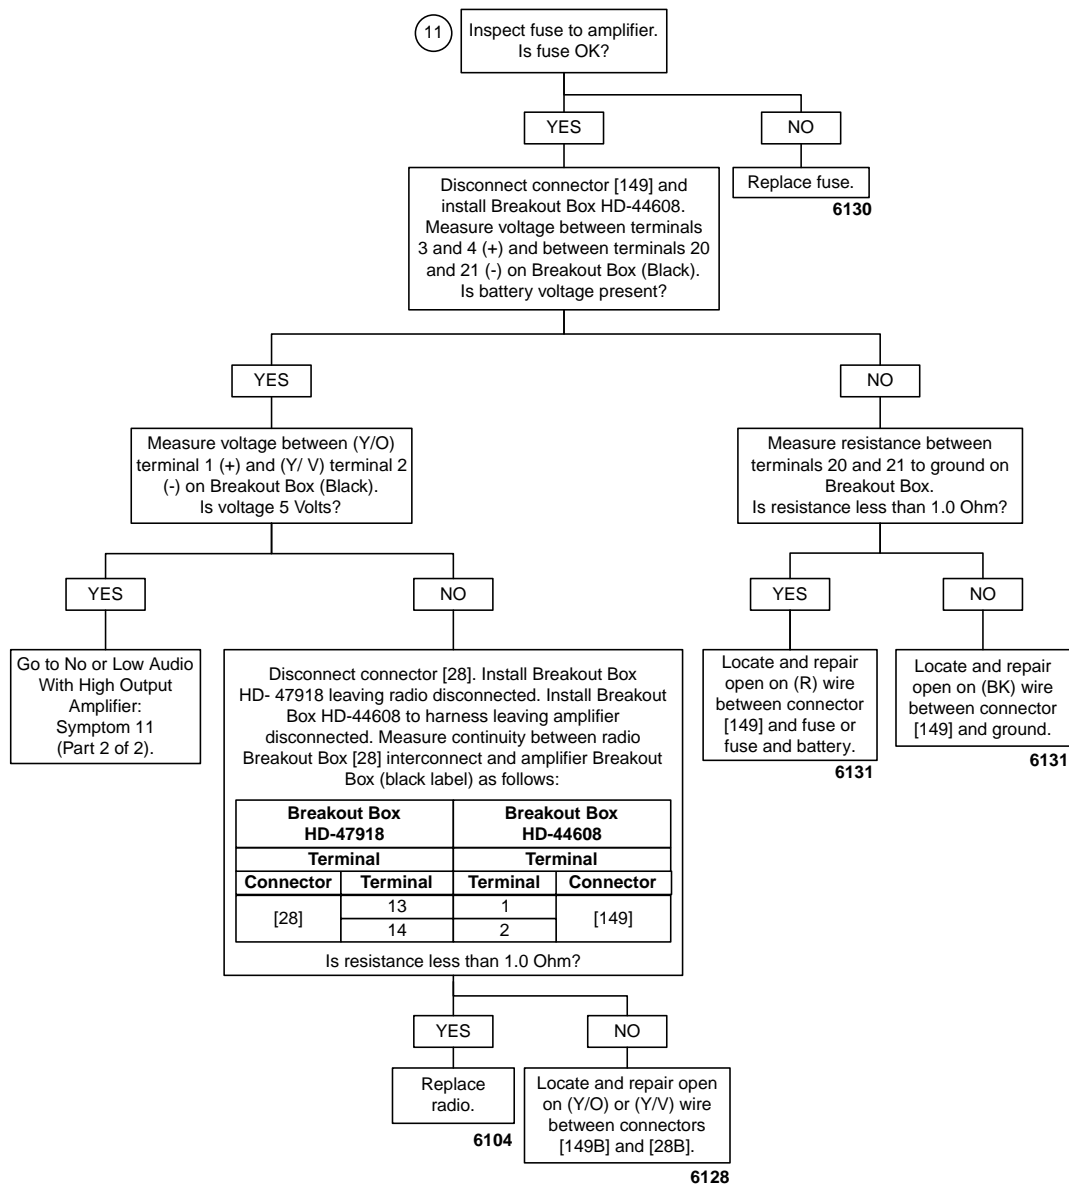 11
Inspect fuse to amplifier.
Is fuse OK?
YES
NO
Disconnect connector [149] and
install Breakout Box HD-44608.
Measure voltage between terminals
3 and 4 (+) and between terminals 20
and 21 (-) on Breakout Box (Black).
Is battery voltage present?
Replace fuse.
6130
YES
NO
Measure voltage between (Y/O)
terminal 1 (+) and (Y/ V) terminal 2
(-) on Breakout Box (Black).
Is voltage 5 Volts?
Measure resistance between
terminals 20 and 21 to ground on
Breakout Box.
Is resistance less than 1.0 Ohm?
YES
NO
YES
NO
Go to No or Low Audio
With High Output
Amplifier:
Symptom 11
(Part 2 of 2).
Disconnect connector [28]. Install Breakout Box
HD- 47918 leaving radio disconnected. Install Breakout
Box HD-44608 to harness leaving amplifier
disconnected. Measure continuity between radio
Breakout Box [28] interconnect and amplifier Breakout
Box (black label) as follows:
Breakout Box HD-47918 Breakout Box HD-44608
Terminal Terminal
Connector Terminal Terminal Connector
[28] 13 1 [149]
14 2
Is resistance less than 1.0 Ohm?
Locate and repair
open on (R) wire
between connector
[149] and fuse or
fuse and battery.
6131
Locate and repair
open on (BK) wire
between connector
[149] and ground.
6131
YES
NO
Replace
radio.
6104
Locate and repair open
on (Y/O) or (Y/V) wire
between connectors
[149B] and [28B].
6128